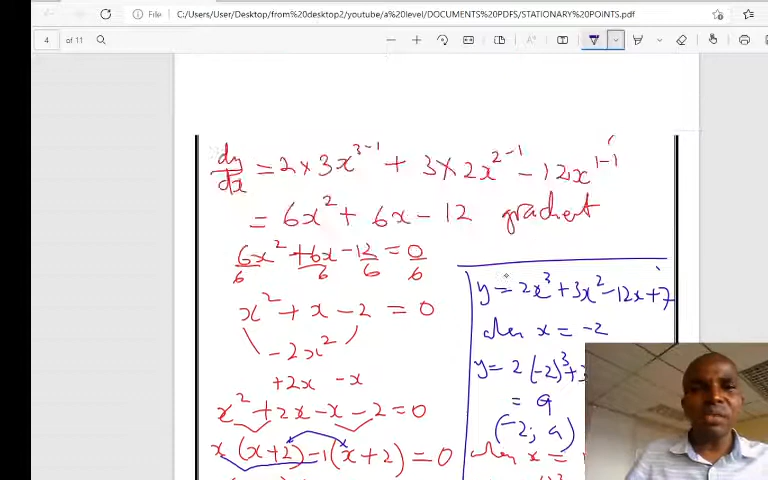 File | C:/Users/User/Desktop/from%20desktop2/youtube/a%20level/DOCUMENTS%20PDFS/STATIONARY%20POINTS.pdf
4 of 11
dy/dx = 2 × 3x^(3-1) + 3 × 2x^(2-1) - 12x^(1-1)
= 6x² + 6x - 12 gradient
6x²/6 + 6x/6 - 12/6 = 0/6
x² + x - 2 = 0
-2x²
+2x -x
x² + 2x - x - 2 = 0
x(x+2) - 1(x+2) = 0
y = 2x³ + 3x² - 12x + 7
when x = -2
y = 2(-2)³ + 3
= a
(-2; a)
when x =